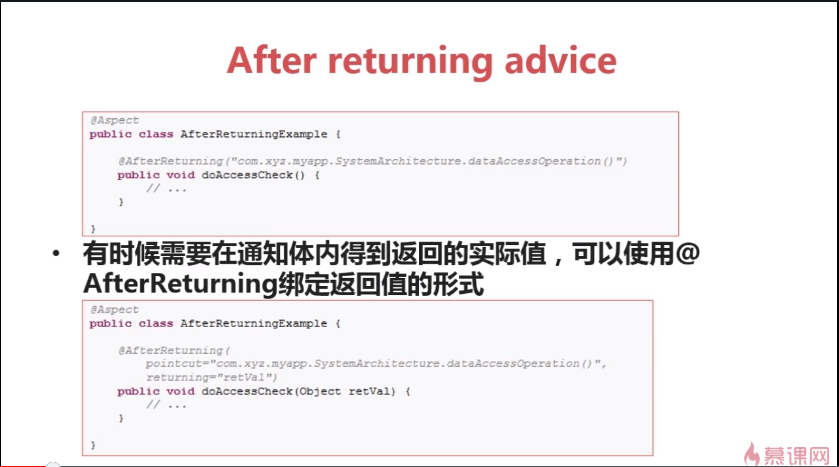 After returning advice
@Aspect
public class AfterReturningExample {
@AfterReturning("com.xyz.myapp.SystemArchitecture.dataAccessOperation()")
public void doAccessCheck() {
// ...
}
}
• 有时候需要在通知体内得到返回的实际值，可以使用@
AfterReturning绑定返回值的形式
@Aspect
public class AfterReturningExample {
@AfterReturning(
pointcut="com.xyz.myapp.SystemArchitecture.dataAccessOperation()",
returning="retVal")
public void doAccessCheck(Object retVal) {
// ...
}
}
慕课网